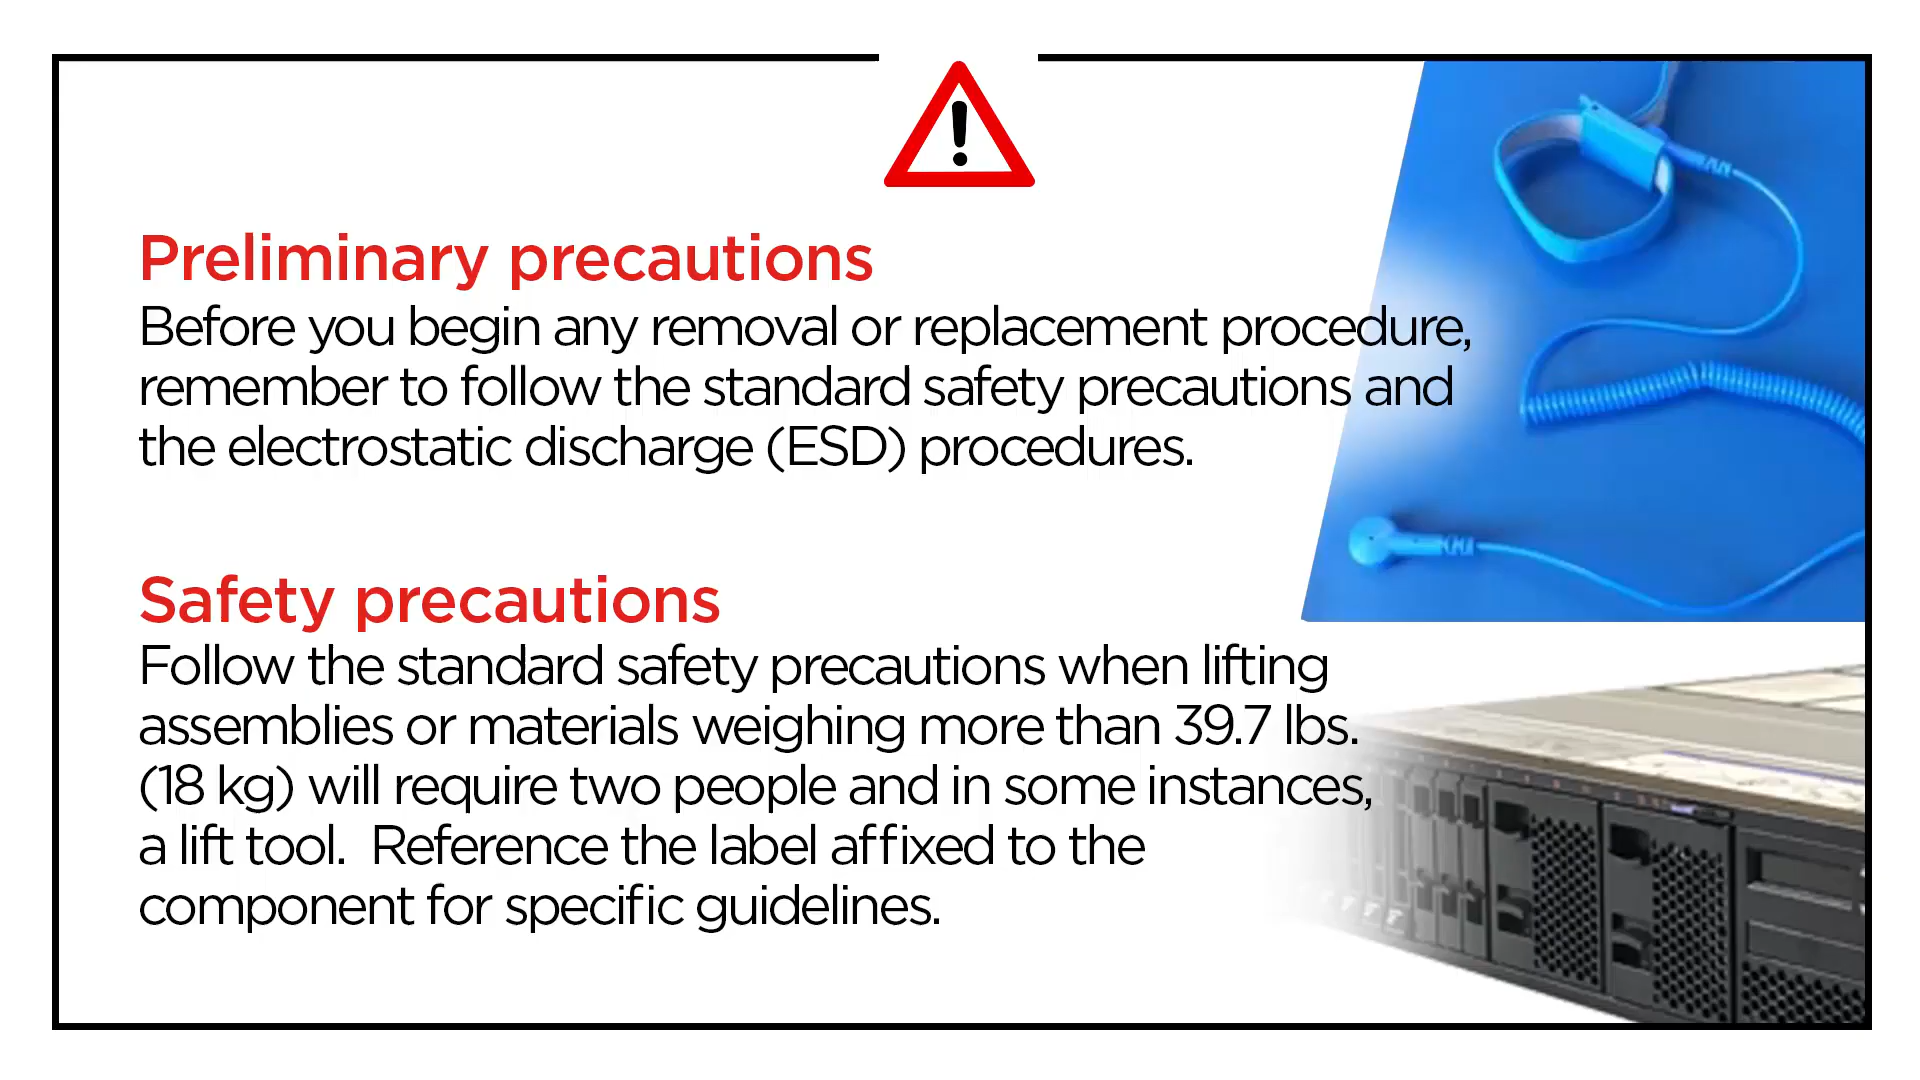 Preliminary precautions
Before you begin any removal or replacement procedure,
remember to follow the standard safety precautions and
the electrostatic discharge (ESD) procedures.
Safety precautions
Follow the standard safety precautions when lifting
assemblies or materials weighing more than 39.7 lbs.
(18 kg) will require two people and in some instances,
a lift tool.  Reference the label affixed to the
component for specific guidelines.